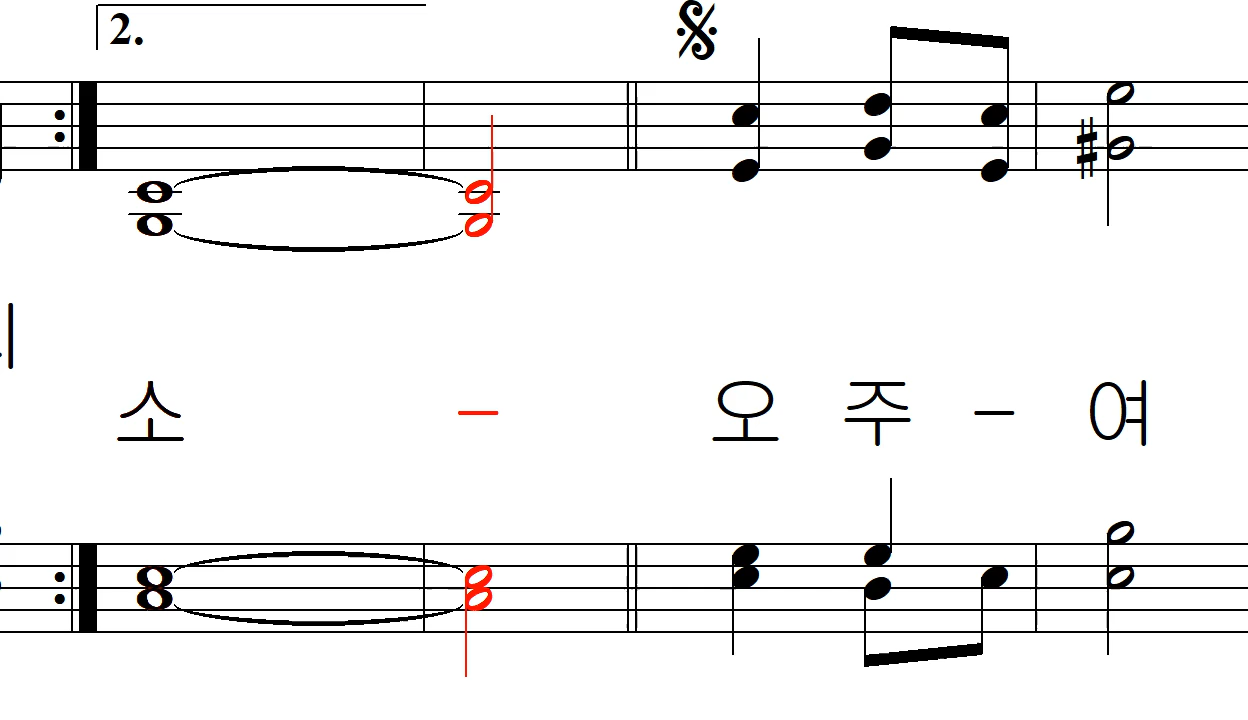 2.
소 - 오 주 - 여